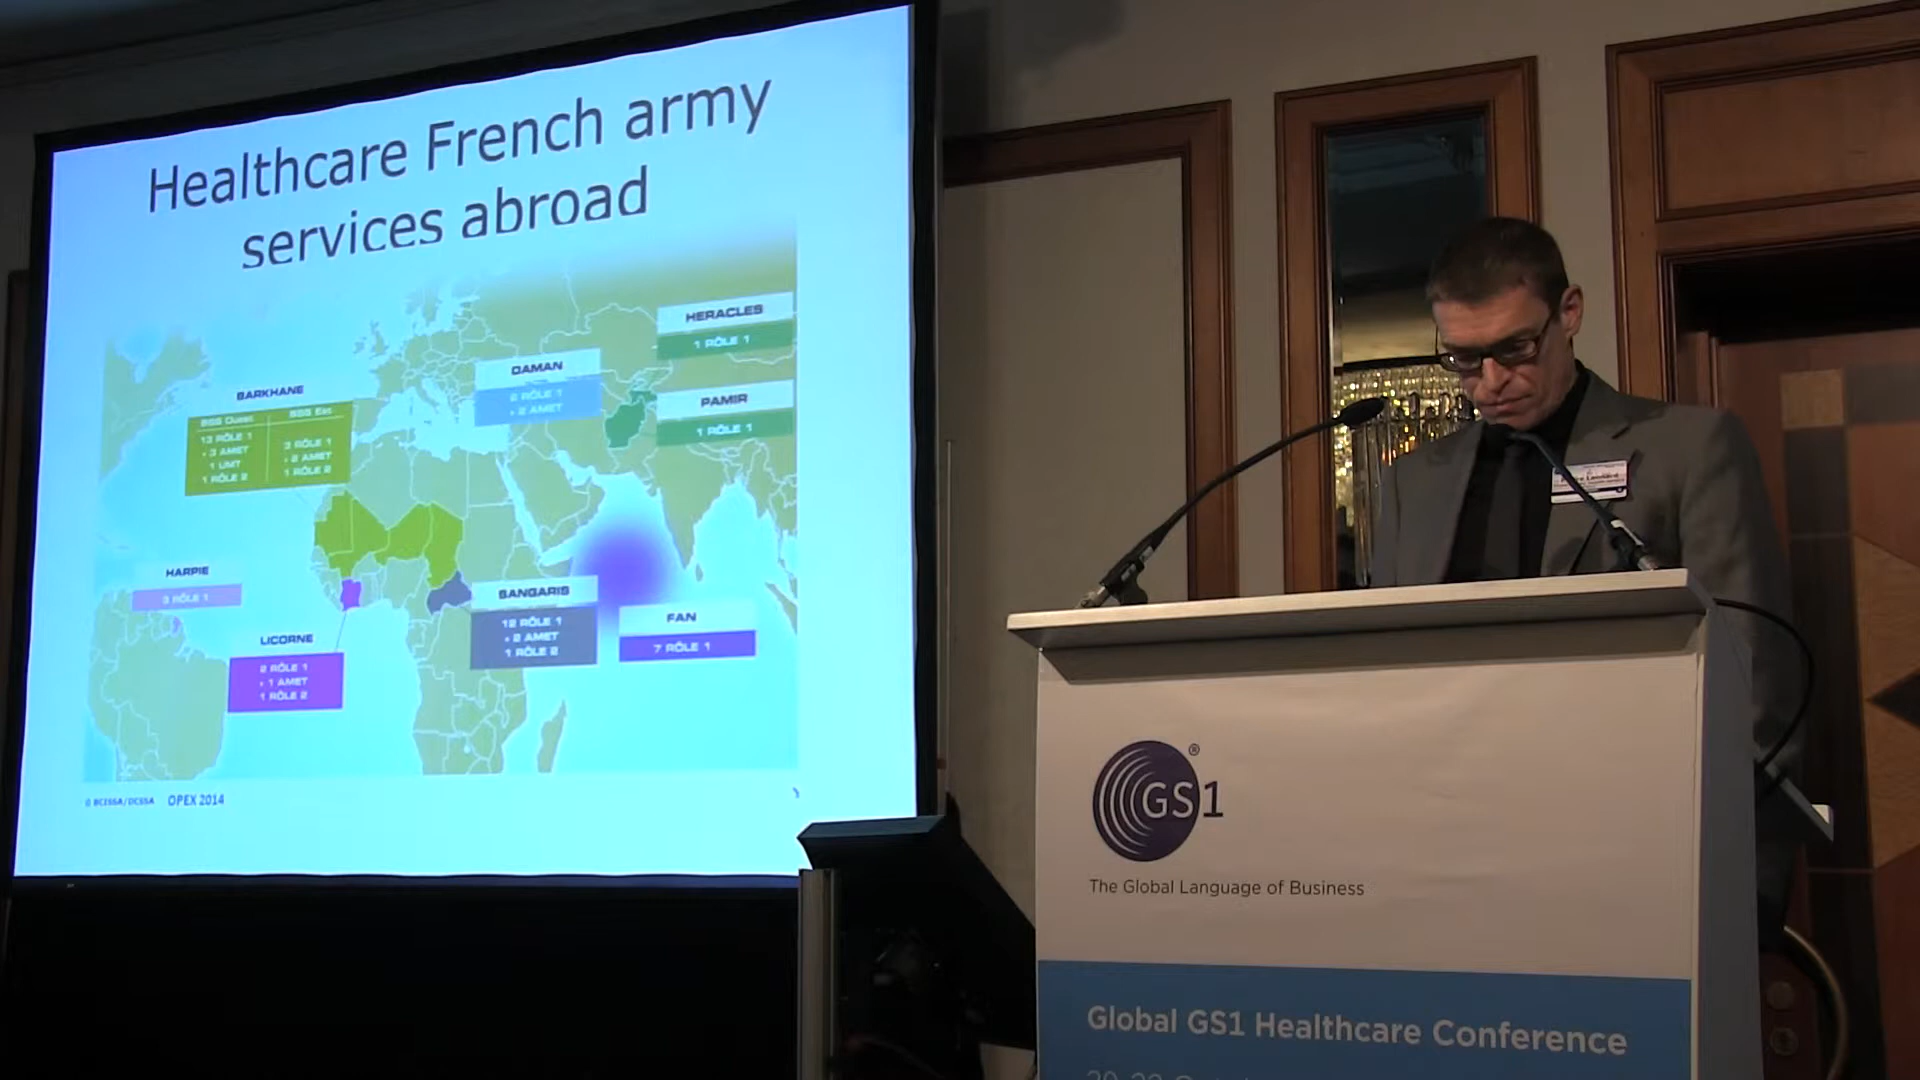 Healthcare French army
services abroad
HERACLES
1 RÔLE 1
DAMAN
2 RÔLE 1
+ 2 AMET
PAMIR
1 RÔLE 1
BARKHANE
BSS Ouest
BSS Est
13 RÔLE 1
+ 3 AMET
1 UMT
1 RÔLE 2
3 RÔLE 1
+ 2 AMET
1 RÔLE 2
HARPIE
3 RÔLE 1
LICORNE
2 RÔLE 1
+ 1 AMET
1 RÔLE 2
SANGARIS
12 RÔLE 1
+ 2 AMET
1 RÔLE 2
FAN
7 RÔLE 1
BCISSA/DCSSA OPEX 2014
GS1®
The Global Language of Business
Global GS1 Healthcare Conference